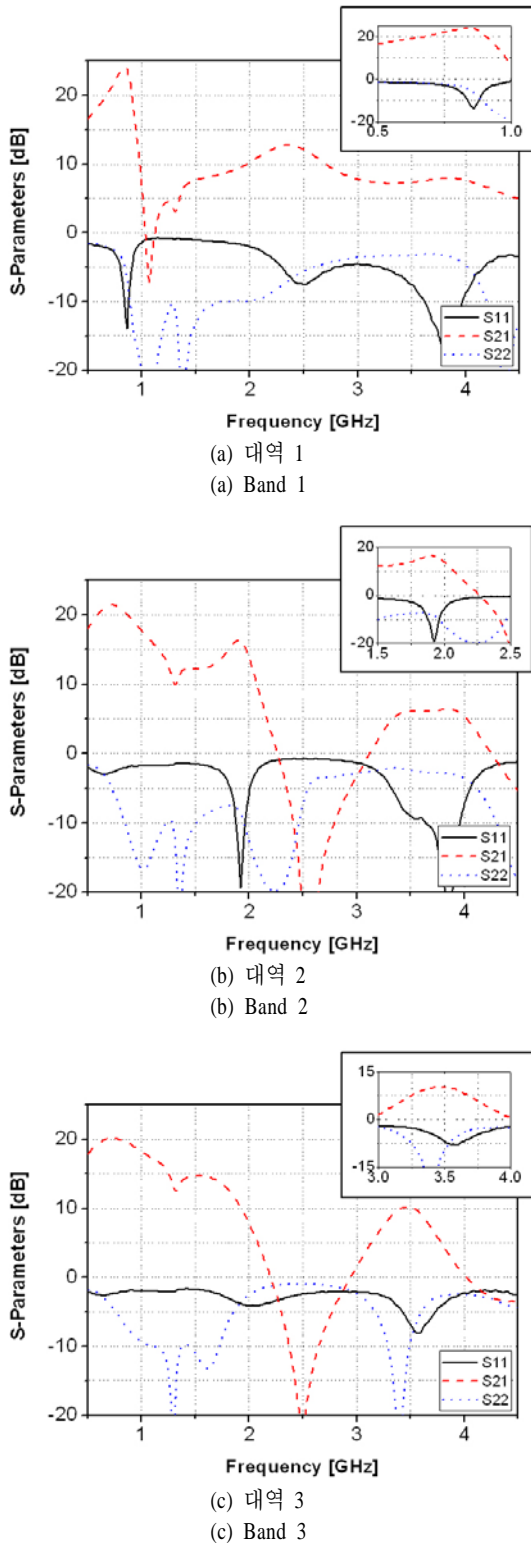 25
0
-20
0.5
1.0
20
10
0
-10
-20
S-Parameters [dB]
S11
S21
S22
1
2
3
4
Frequency [GHz]
(a) 대역 1
(a) Band 1
20
0
-20
1.5
2.0
2.5
20
10
0
-10
-20
S-Parameters [dB]
S11
S21
S22
1
2
3
4
Frequency [GHz]
(b) 대역 2
(b) Band 2
15
0
-15
3.0
3.5
4.0
20
10
0
-10
-20
S-Parameters [dB]
S11
S21
S22
1
2
3
4
Frequency [GHz]
(c) 대역 3
(c) Band 3